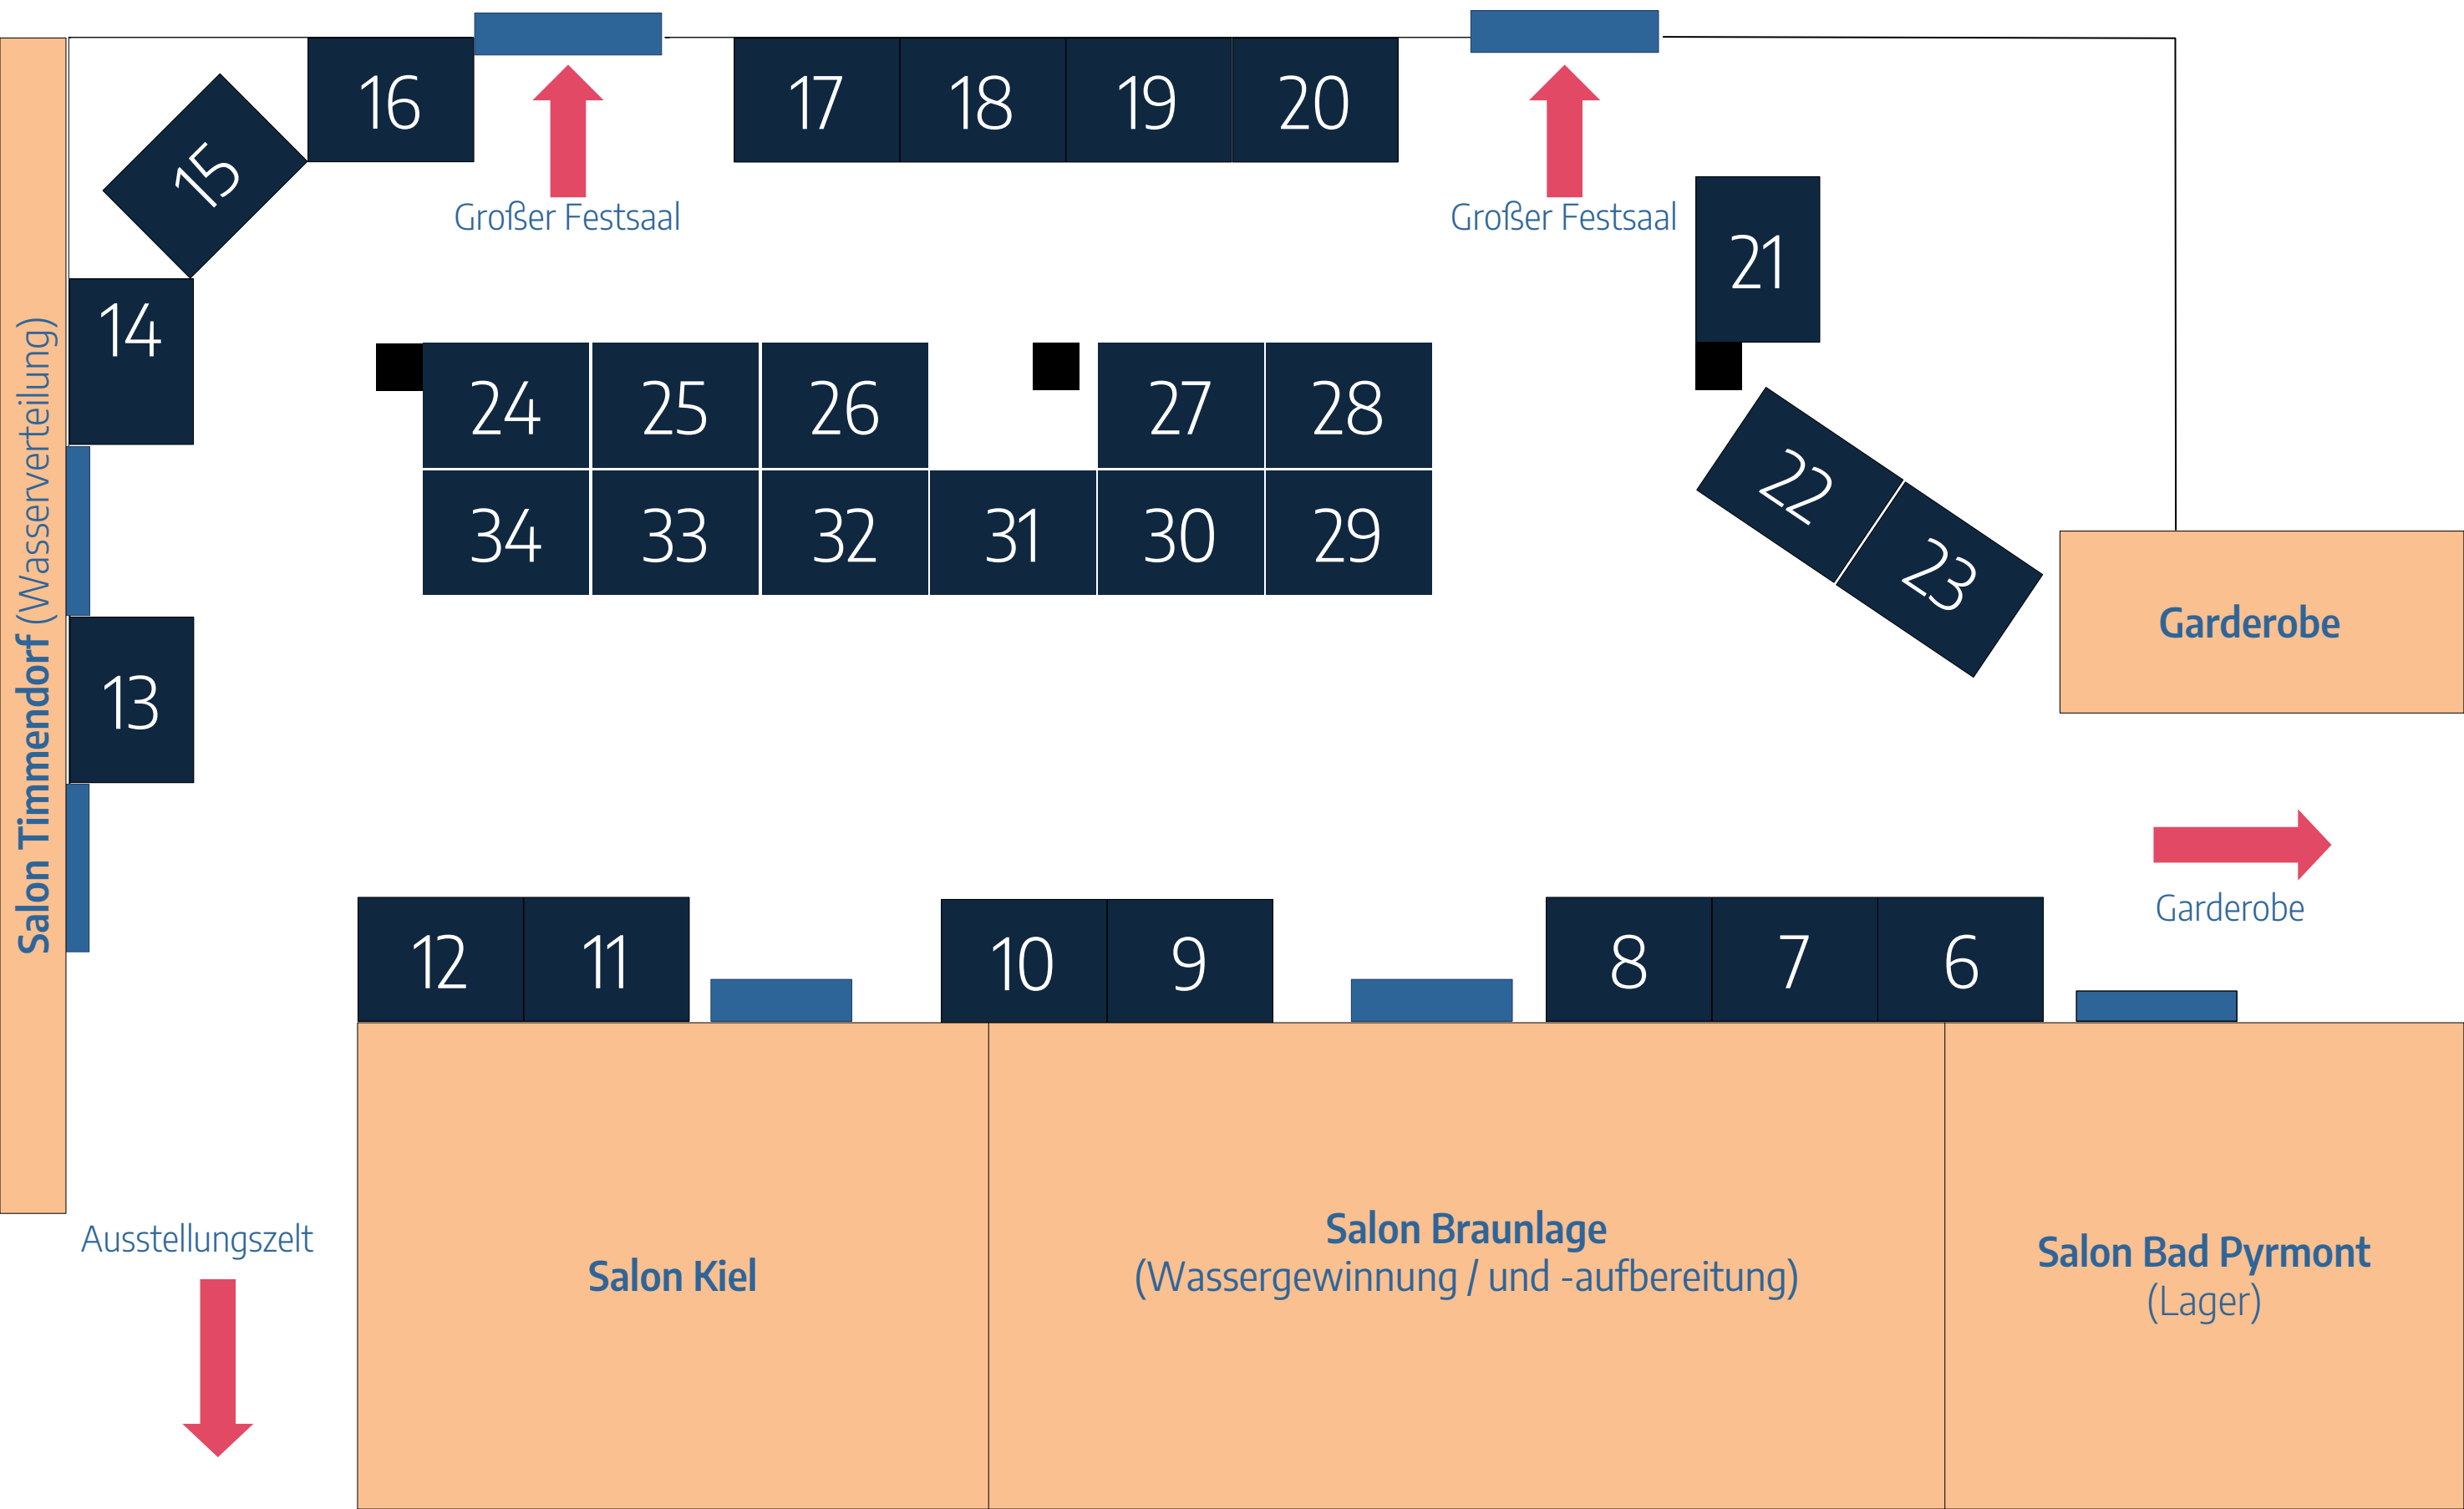 16
17
18
19
20
15
Großer Festsaal
Großer Festsaal
21
14
24
25
26
27
28
22
34
33
32
31
30
29
23
Garderobe
Salon Timmendorf (Wasserverteilung)
13
Garderobe
12
11
10
9
8
7
6
Ausstellungszelt
Salon Kiel
Salon Braunlage
(Wassergewinnung / und -aufbereitung)
Salon Bad Pyrmont
(Lager)